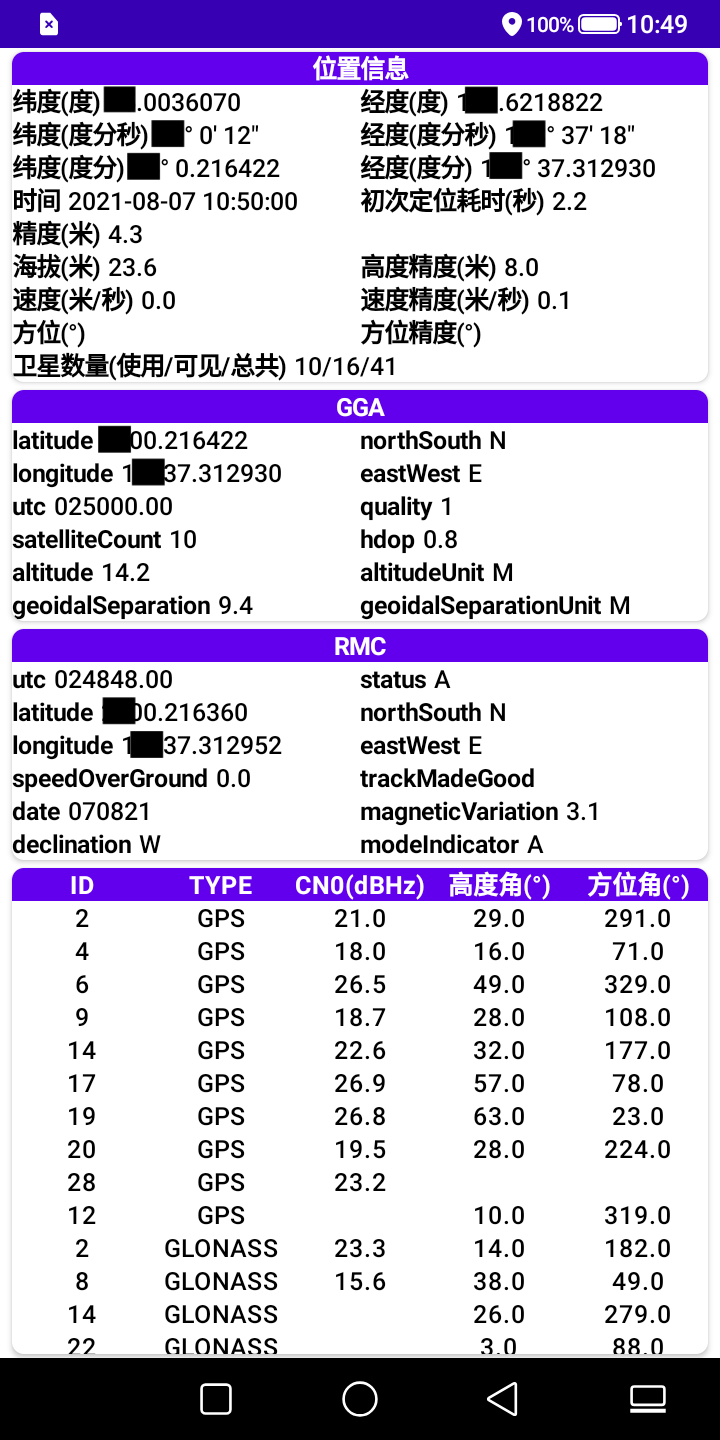 100% 10:49
位置信息
纬度(度) .0036070 经度(度) 1 .6218822
纬度(度分秒) ° 0' 12" 经度(度分秒) 1 ° 37' 18"
纬度(度分) ° 0.216422 经度(度分) 1 ° 37.312930
时间 2021-08-07 10:50:00 初次定位耗时(秒) 2.2
精度(米) 4.3
海拔(米) 23.6 高度精度(米) 8.0
速度(米/秒) 0.0 速度精度(米/秒) 0.1
方位(°) 方位精度(°)
卫星数量(使用/可见/总共) 10/16/41
GGA
latitude 00.216422 northSouth N
longitude 1 37.312930 eastWest E
utc 025000.00 quality 1
satelliteCount 10 hdop 0.8
altitude 14.2 altitudeUnit M
geoidalSeparation 9.4 geoidalSeparationUnit M
RMC
utc 024848.00 status A
latitude 00.216360 northSouth N
longitude 1 37.312952 eastWest E
speedOverGround 0.0 trackMadeGood
date 070821 magneticVariation 3.1
declination W modeIndicator A
ID TYPE CN0(dBHz) 高度角(°) 方位角(°)
2 GPS 21.0 29.0 291.0
4 GPS 18.0 16.0 71.0
6 GPS 26.5 49.0 329.0
9 GPS 18.7 28.0 108.0
14 GPS 22.6 32.0 177.0
17 GPS 26.9 57.0 78.0
19 GPS 26.8 63.0 23.0
20 GPS 19.5 28.0 224.0
28 GPS 23.2
12 GPS 10.0 319.0
2 GLONASS 23.3 14.0 182.0
8 GLONASS 15.6 38.0 49.0
14 GLONASS 26.0 279.0
22 GLONASS 3.0 88.0